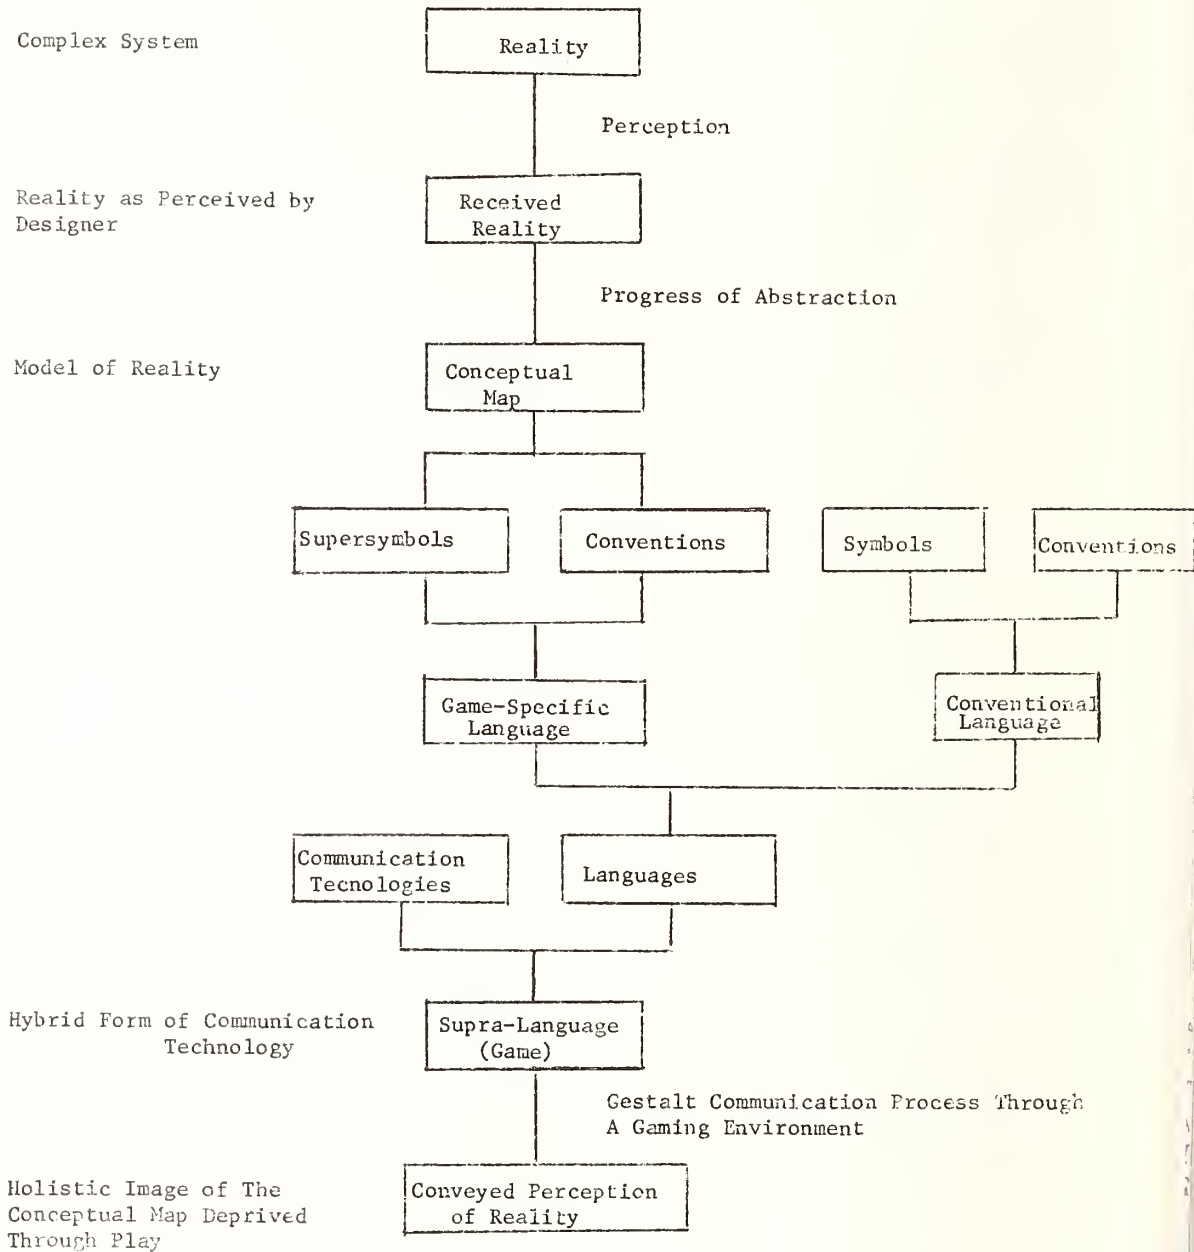 Complex System
Reality
Perception
Reality as Perceived by
Designer
Received
Reality
Progress of Abstraction
Model of Reality
Conceptual
Map
Supersymbols
Conventions
Symbols
Conventions
Game-Specific
Language
Conventional
Language
Communication
Tecnologies
Languages
Hybrid Form of Communication
Technology
Supra-Language
(Game)
Gestalt Communication Process Through
A Gaming Environment
Holistic Image of The
Conceptual Map Deprived
Through Play
Conveyed Perception
of Reality